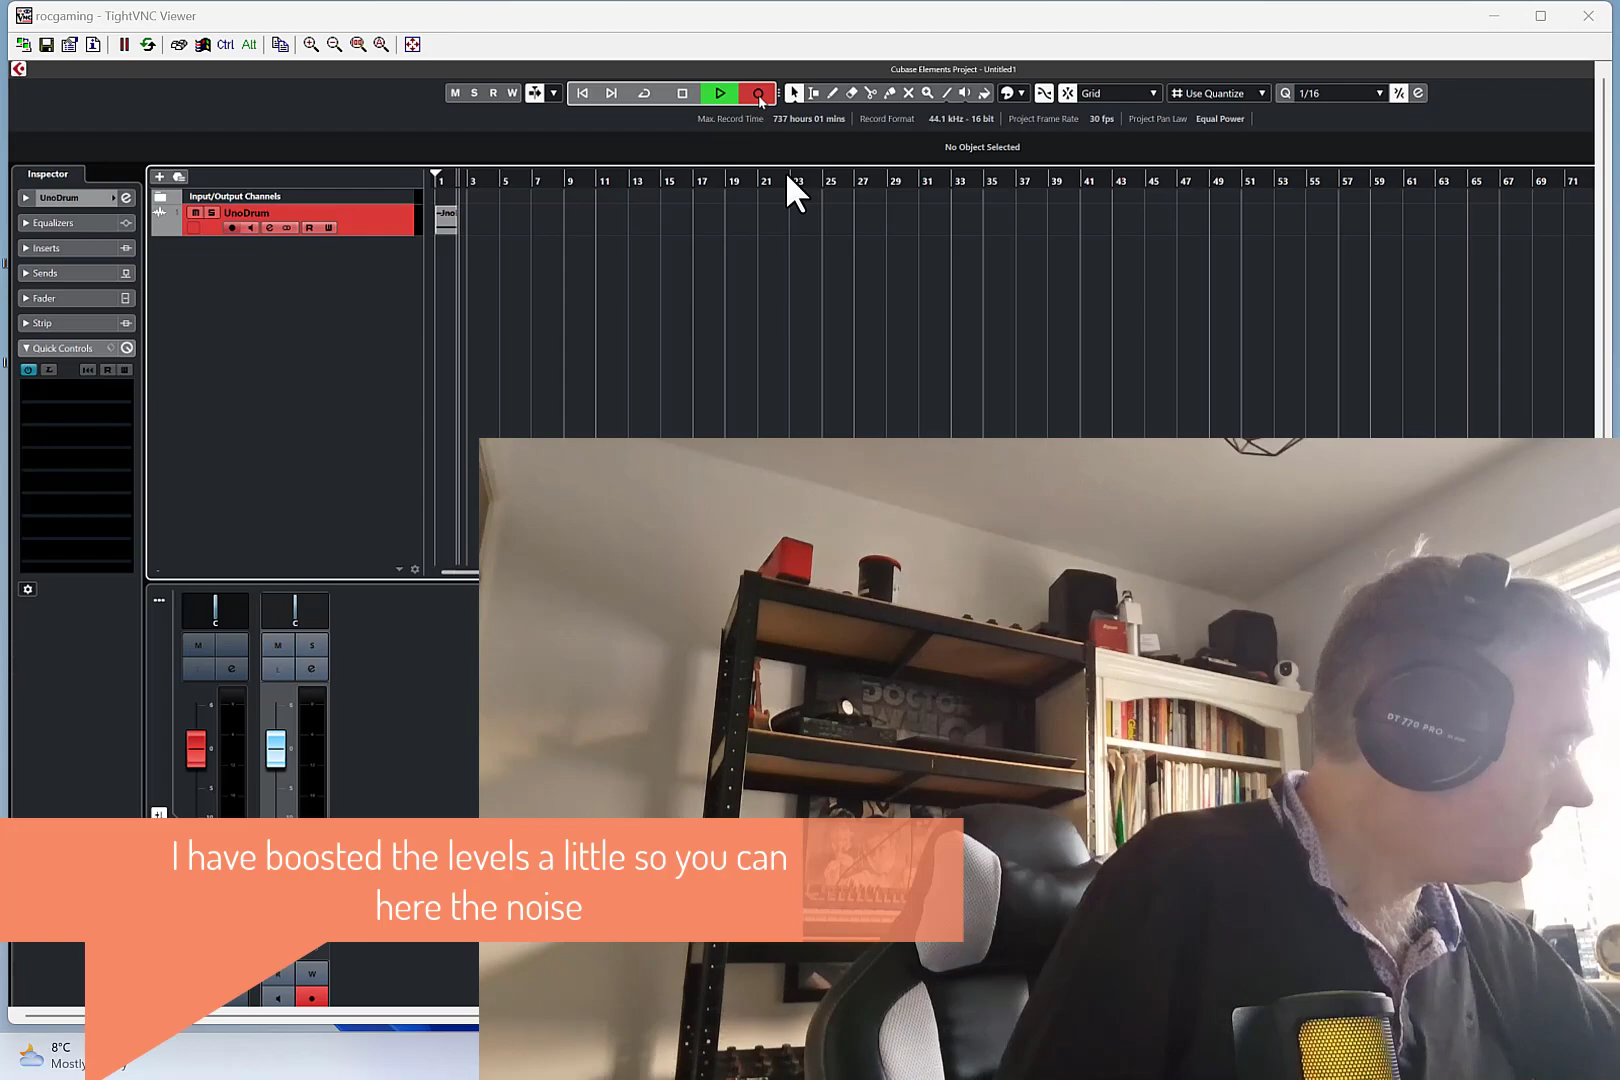 rocgaming - TightVNC Viewer
Ctrl Alt
Cubase Elements Project - Untitled1
M S R W Grid Use Quantize Q 1/16
Max. Record Time 737 hours 01 mins Record Format 44.1 kHz - 16 bit Project Frame Rate 30 fps Project Pan Law Equal Power
No Object Selected
Inspector
1 3 5 7 9 11 13 15 17 19 21 23 25 27 29 31 33 35 37 39 41 43 45 47 49 51 53 55 57 59 61 63 65 67 69 71
Input/Output Channels
UnoDrum
1 M S UnoDrum
R W
Equalizers
Inserts
Sends
Fader
Strip
Quick Controls
R W
C C
M M S
L e
DOCTOR
DT 770 PRO
I have boosted the levels a little so you can
here the noise
W
8°C